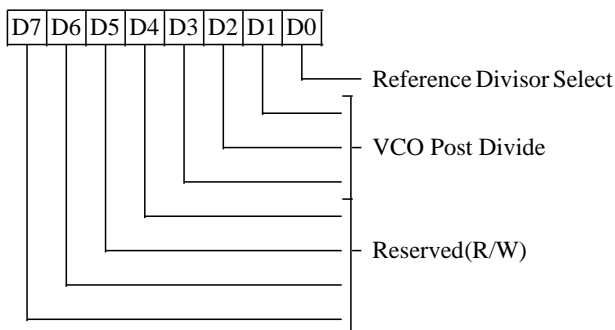 D7 D6 D5 D4 D3 D2 D1 D0
Reference Divisor Select
VCO Post Divide
Reserved (R/W)